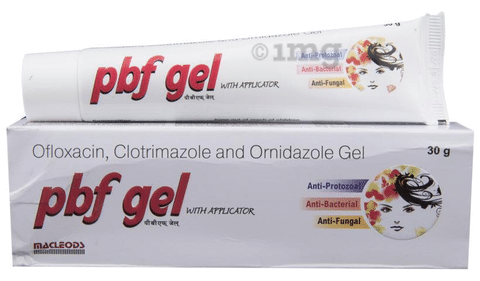 pbf gel
पीबीएफ जेल
WITH APPLICATOR
Anti-Protozoal
Anti-Bacterial
Anti-Fungal
1mg
Ofloxacin, Clotrimazole and Ornidazole Gel 30 g
pbf gel
पीबीएफ जेल
WITH APPLICATOR
Anti-Protozoal
Anti-Bacterial
Anti-Fungal
MACLEODS